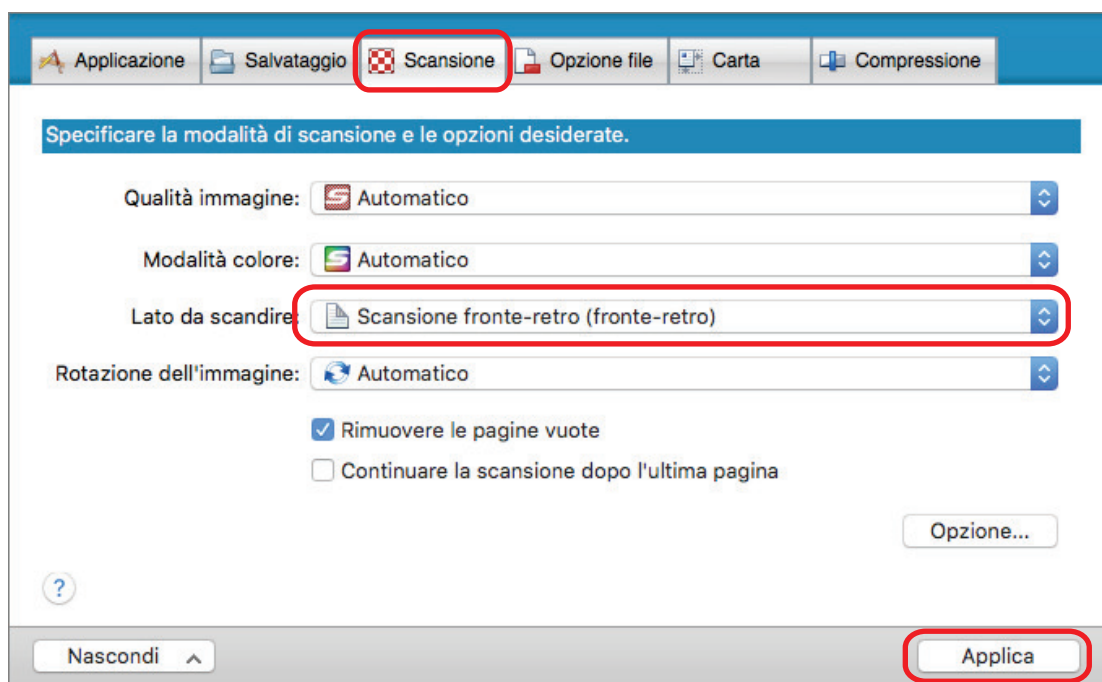 Applicazione Salvataggio Scansione Opzione file Carta Compressione
Specificare la modalità di scansione e le opzioni desiderate.
Qualità immagine: Automatico
Modalità colore: Automatico
Lato da scandire: Scansione fronte-retro (fronte-retro)
Rotazione dell'immagine: Automatico
Rimuovere le pagine vuote
Continuare la scansione dopo l'ultima pagina
Opzione...
?
Nascondi Applica